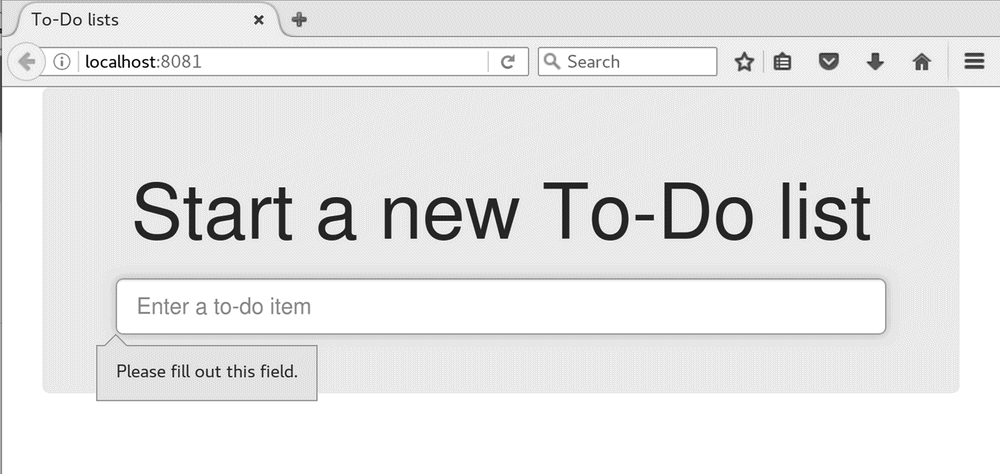 To-Do lists
localhost:8081
Search
Start a new To-Do list
Enter a to-do item
Please fill out this field.